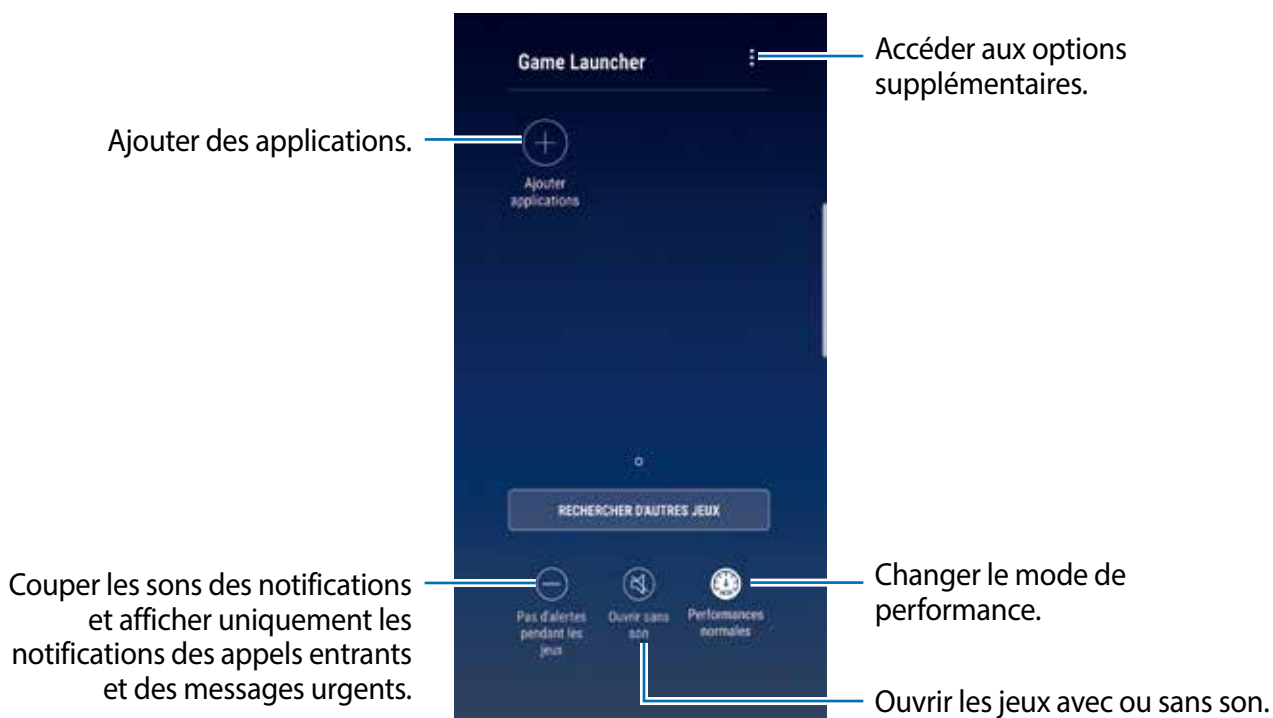 Game Launcher
Accéder aux options
supplémentaires.
Ajouter des applications.
Ajouter
applications
RECHERCHER D'AUTRES JEUX
Couper les sons des notifications
et afficher uniquement les
notifications des appels entrants
et des messages urgents.
Pas d'alertes
pendant les
jeux
Ouvrir sans
son
Performances
normales
Changer le mode de
performance.
Ouvrir les jeux avec ou sans son.